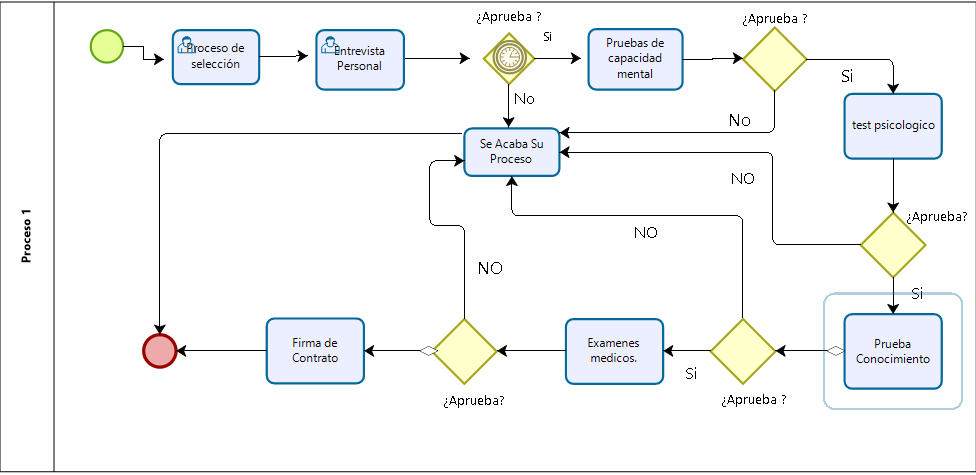 Proceso 1
Proceso de
selección
Entrevista
Personal
¿Aprueba ?
Si
No
Pruebas de
capacidad
mental
¿Aprueba ?
Si
No
test psicologico
Se Acaba Su
Proceso
¿Aprueba?
NO
Si
Prueba
Conocimiento
¿Aprueba ?
NO
Si
Examenes
medicos.
¿Aprueba?
NO
Firma de
Contrato